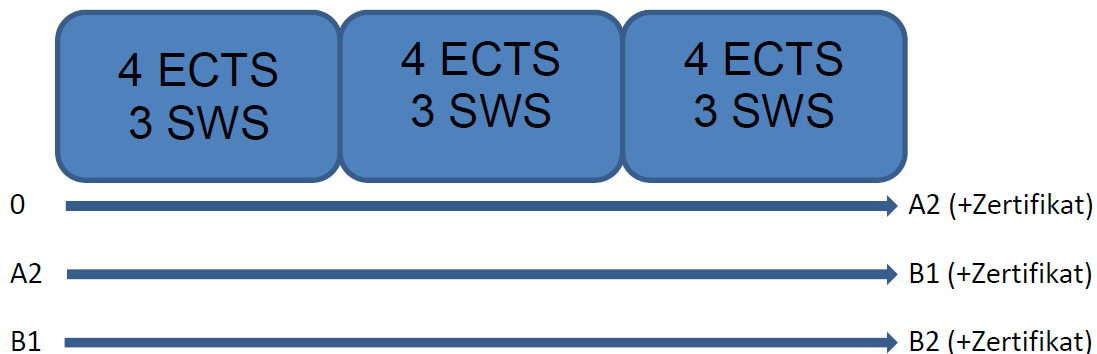 4 ECTS
3 SWS
4 ECTS
3 SWS
4 ECTS
3 SWS
0
A2 (+Zertifikat)
A2
B1 (+Zertifikat)
B1
B2 (+Zertifikat)